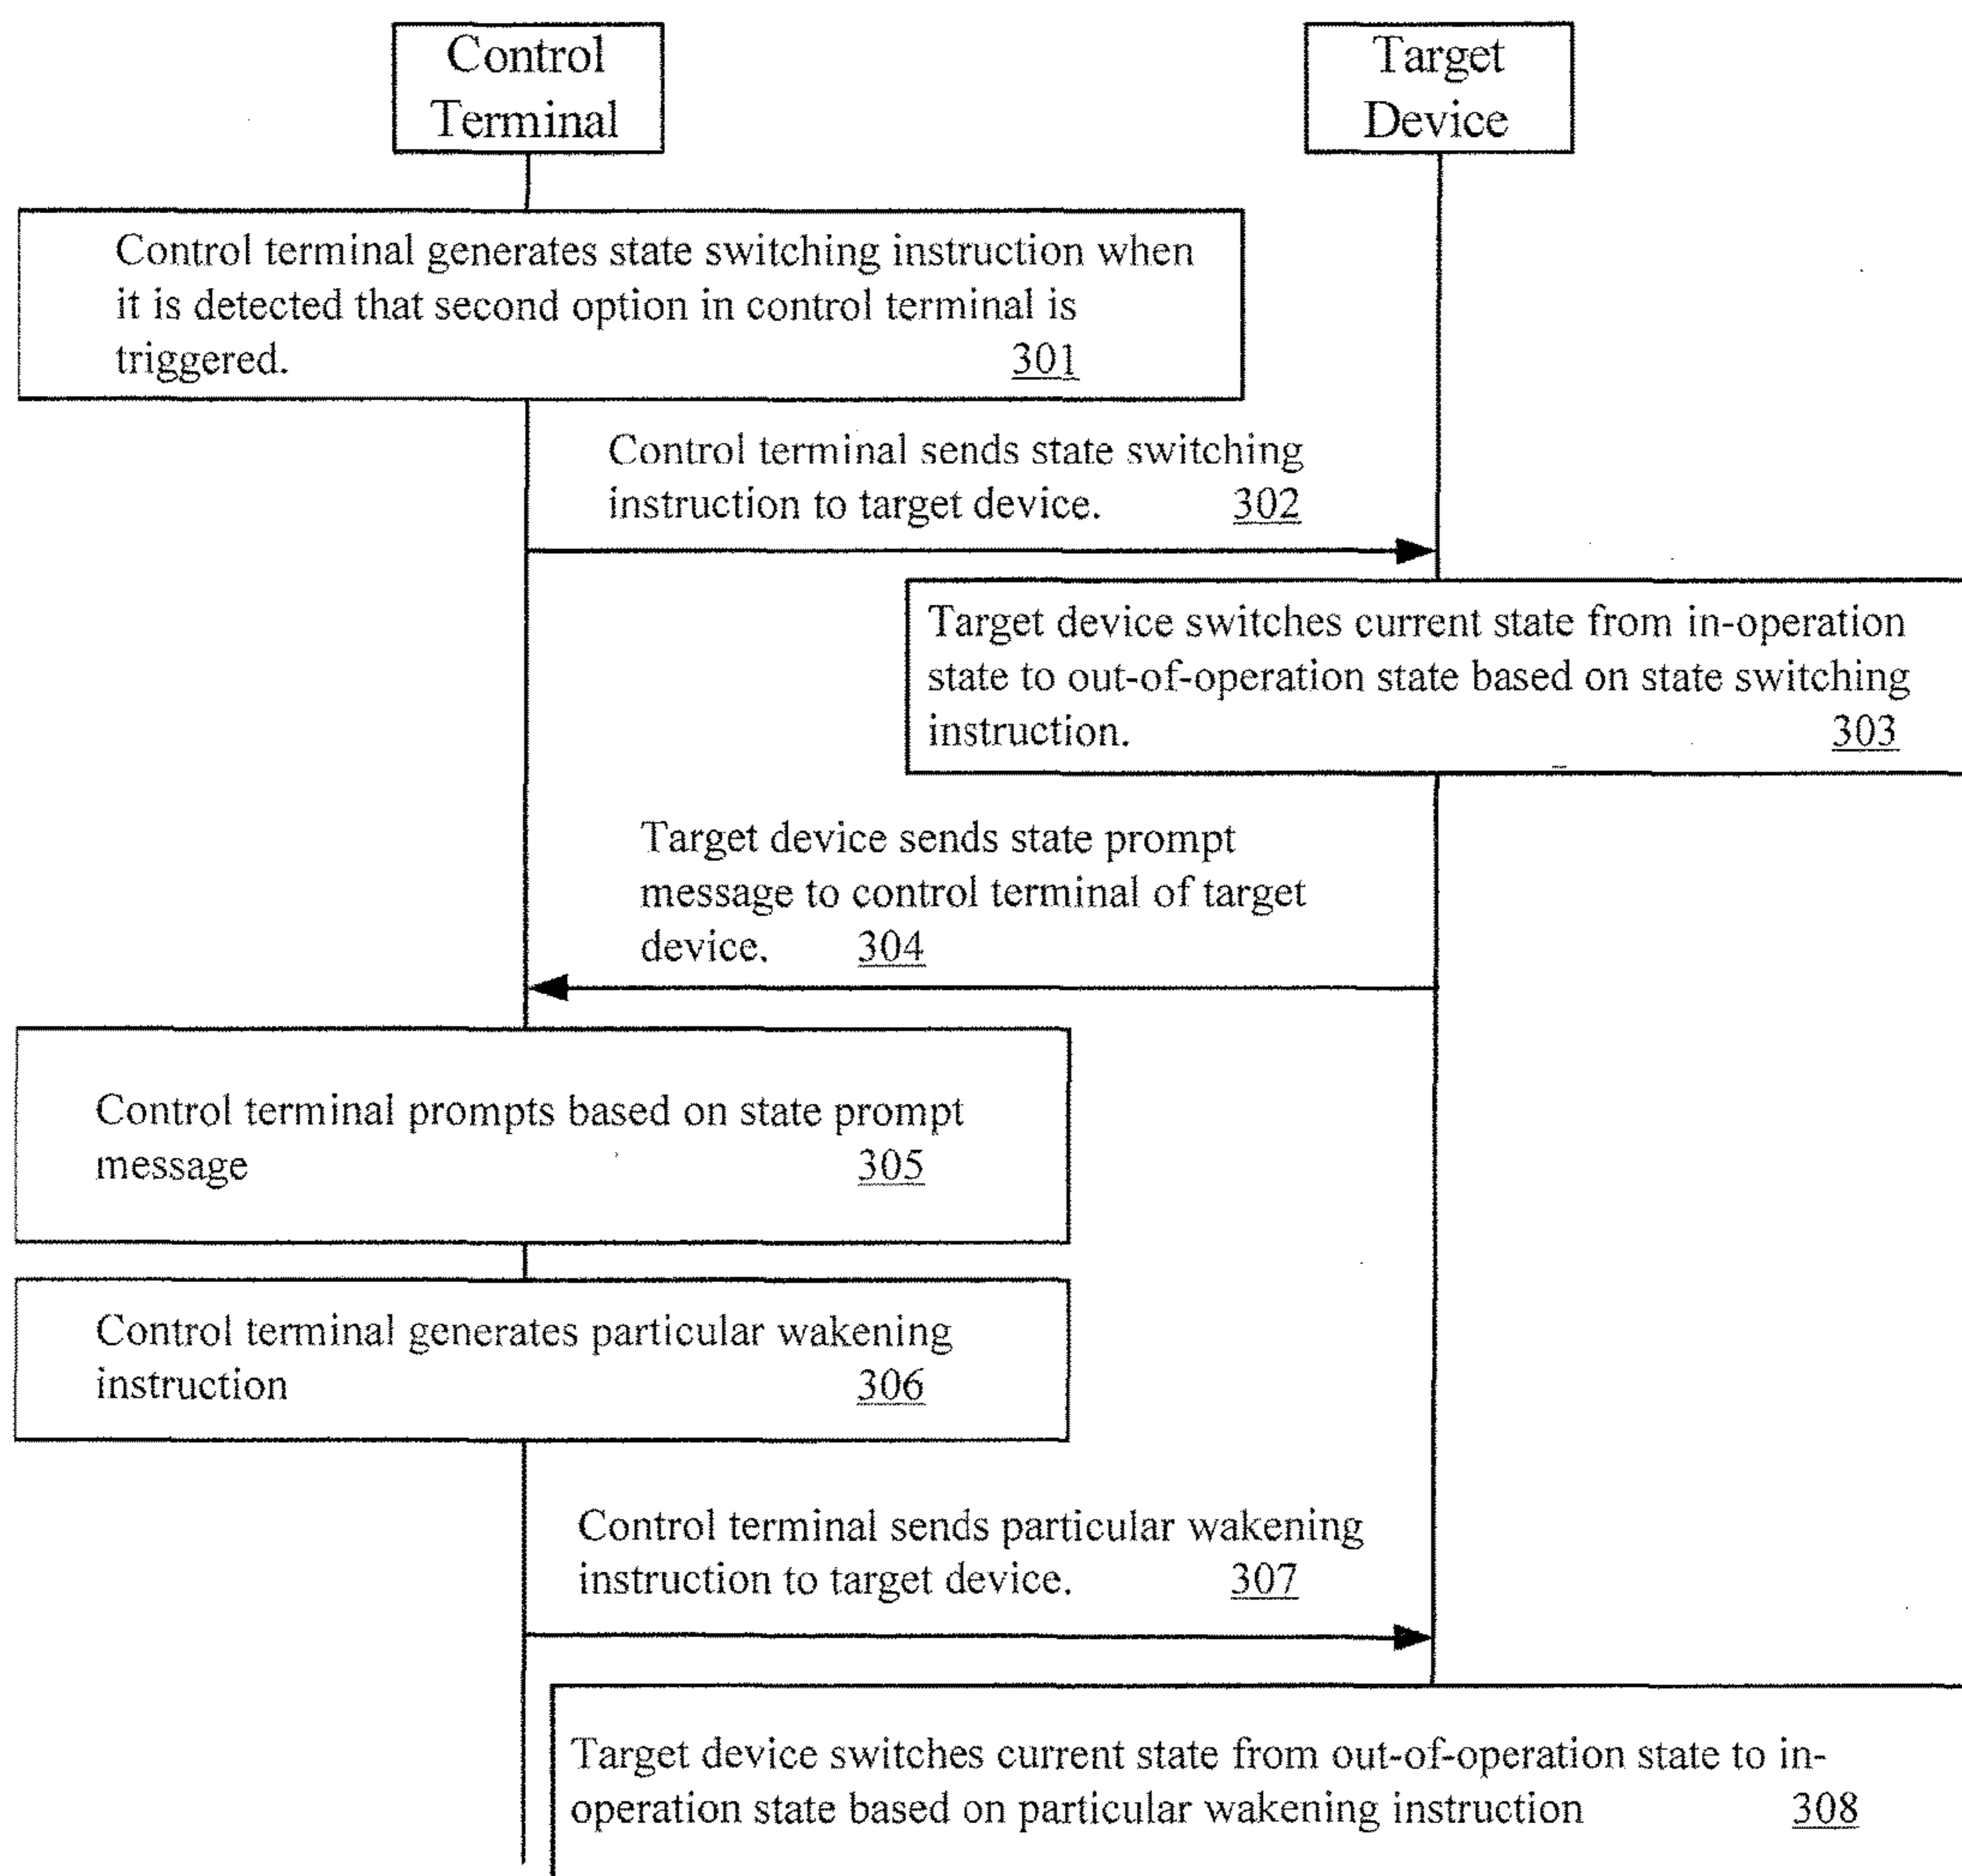 Control
Terminal
Target
Device
Control terminal generates state switching instruction when
it is detected that second option in control terminal is
triggered. 301
Control terminal sends state switching
instruction to target device. 302
Target device switches current state from in-operation
state to out-of-operation state based on state switching
instruction. 303
Target device sends state prompt
message to control terminal of target
device. 304
Control terminal prompts based on state prompt
message 305
Control terminal generates particular wakening
instruction 306
Control terminal sends particular wakening
instruction to target device. 307
Target device switches current state from out-of-operation state to in-
operation state based on particular wakening instruction 308